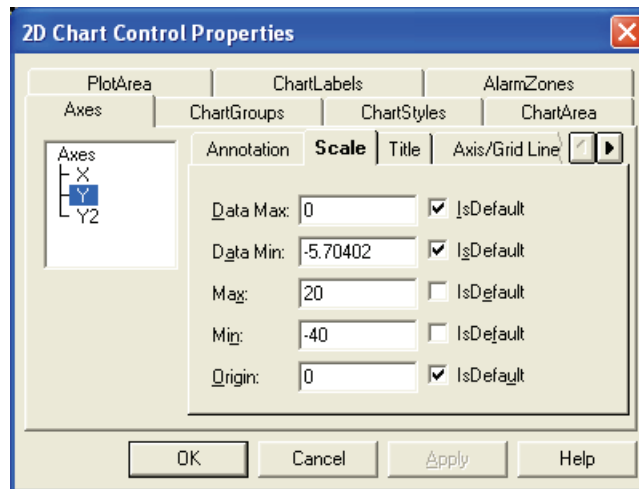 2D Chart Control Properties
PlotArea ChartLabels AlarmZones
Axes ChartGroups ChartStyles ChartArea
Axes
X
Y
Y2
Annotation Scale Title Axis/Grid Line
Data Max: 0 IsDefault
Data Min: -5.70402 IsDefault
Max: 20 IsDefault
Min: -40 IsDefault
Origin: 0 IsDefault
OK Cancel Apply Help